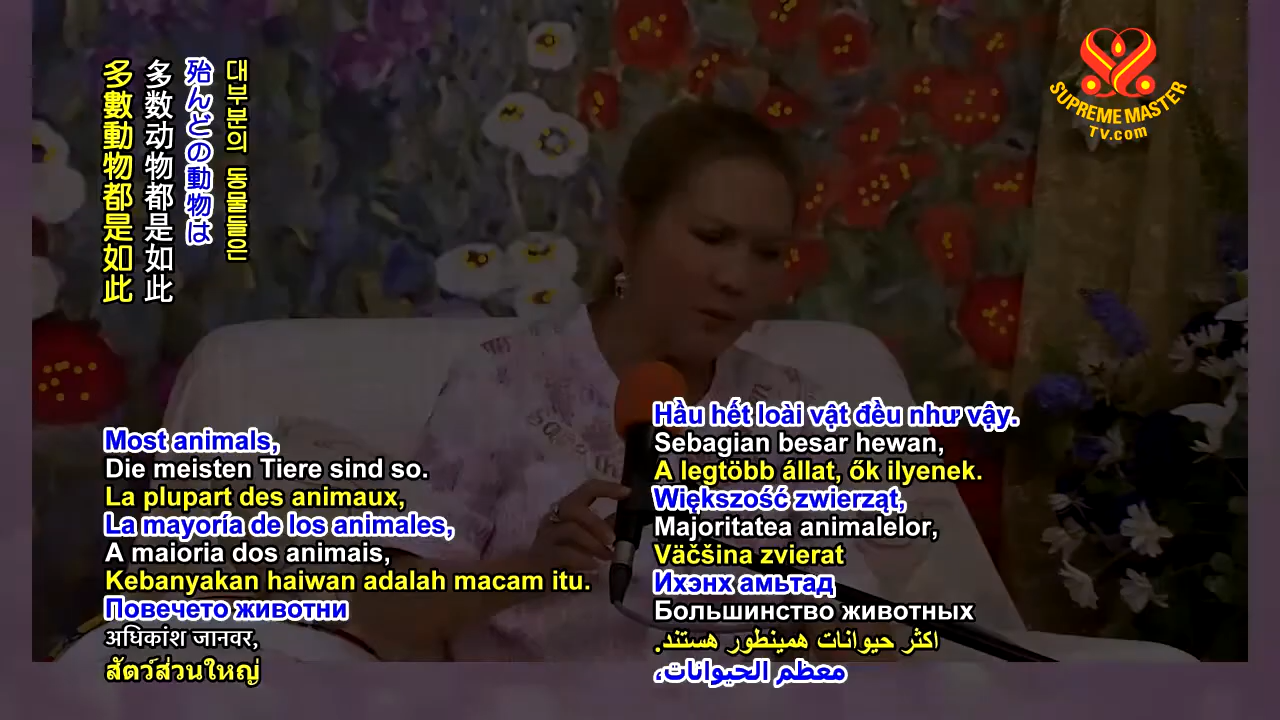 多數動物都是如此
多数动物都是如此
殆んどの動物は
대부분의 동물들은
SUPREME MASTER
TV.com
Most animals,
Die meisten Tiere sind so.
La plupart des animaux,
La mayoría de los animales,
A maioria dos animais,
Kebanyakan haiwan adalah macam itu.
Повечето животни
अधिकांश जानवर,
สัตว์ส่วนใหญ่
Hầu hết loài vật đều như vậy.
Sebagian besar hewan,
A legtöbb állat, ők ilyenek.
Większość zwierząt,
Majoritatea animalelor,
Väčšina zvierat
Ихэнх амьтад
Большинство животных
اکثر حیوانات همینطور هستند.
معظم الحيوانات،